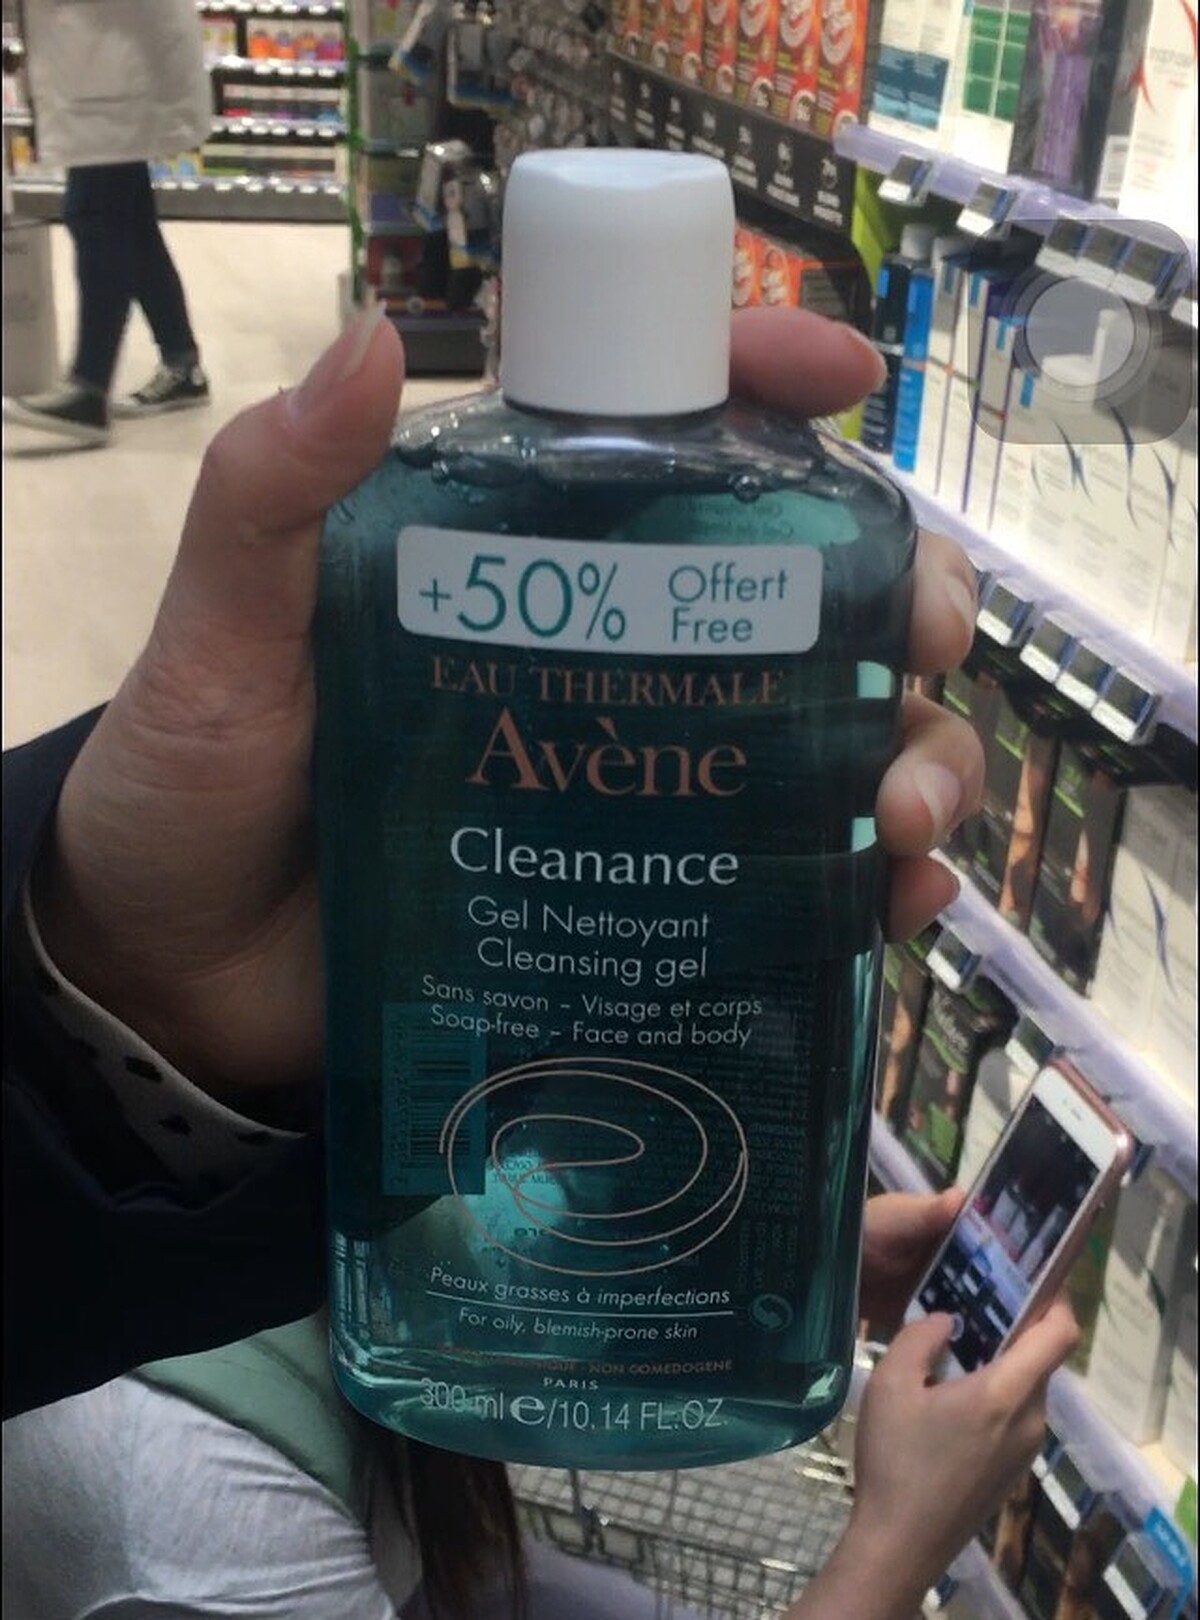 +50% Offert
Free
EAU THERMALE
Avène
Cleanance
Gel Nettoyant
Cleansing gel
Sans savon – Visage et corps
Soap-free – Face and body
Peaux grasses à imperfections
For oily, blemish-prone skin
NON COMEDOGENE
PARIS
300 ml e/10.14 FL.OZ.